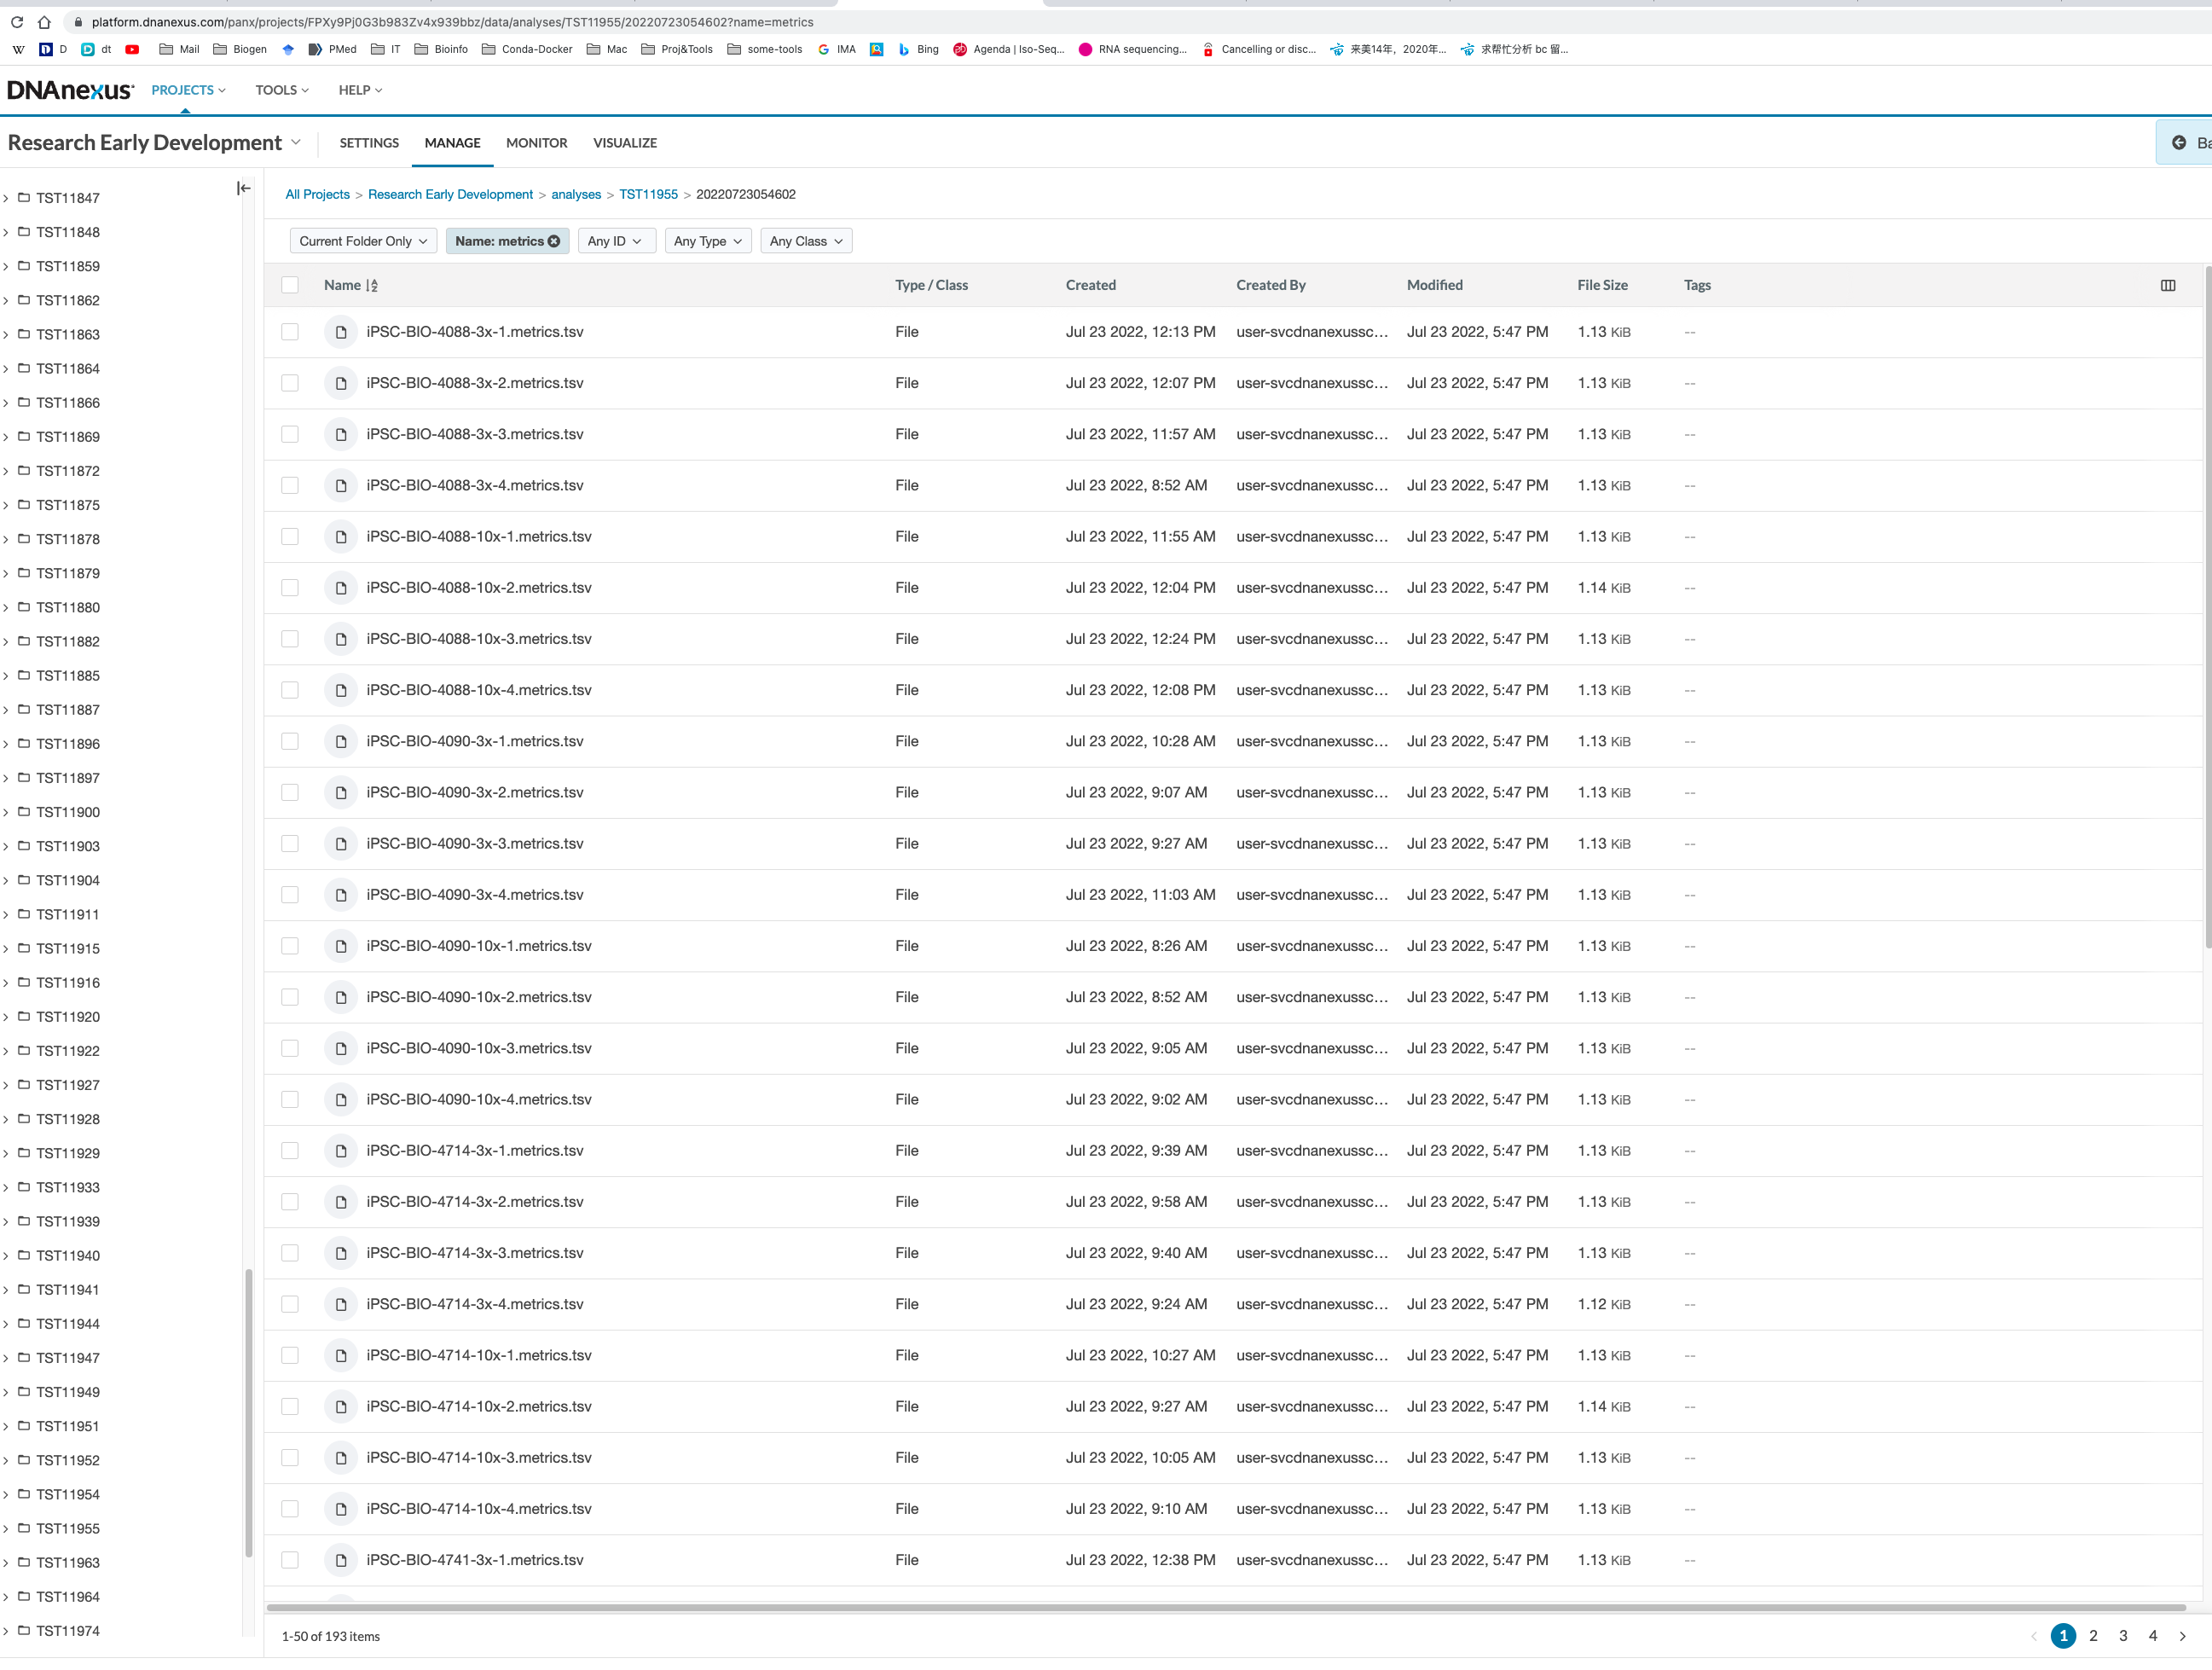 platform.dnanexus.com/panx/projects/FPXy9Pj0G3b983Zv4x939bbz/data/analyses/TST11955/20220723054602?name=metrics
W D dt Mail Biogen PMed IT Bioinfo Conda-Docker Mac Proj&Tools some-tools IMA Bing Agenda | Iso-Seq... RNA sequencing... Cancelling or disc... 来美14年，2020年... 求帮忙分析 bc 留...
DNAnexus PROJECTS TOOLS HELP
Research Early Development SETTINGS MANAGE MONITOR VISUALIZE
All Projects > Research Early Development > analyses > TST11955 > 20220723054602
Current Folder Only Name: metrics Any ID Any Type Any Class
TST11847
TST11848
TST11859
TST11862
TST11863
TST11864
TST11866
TST11869
TST11872
TST11875
TST11878
TST11879
TST11880
TST11882
TST11885
TST11887
TST11896
TST11897
TST11900
TST11903
TST11904
TST11911
TST11915
TST11916
TST11920
TST11922
TST11927
TST11928
TST11929
TST11933
TST11939
TST11940
TST11941
TST11944
TST11947
TST11949
TST11951
TST11952
TST11954
TST11955
TST11963
TST11964
TST11974
Name Type / Class Created Created By Modified File Size Tags
iPSC-BIO-4088-3x-1.metrics.tsv File Jul 23 2022, 12:13 PM user-svcdnanexussc... Jul 23 2022, 5:47 PM 1.13 KiB --
iPSC-BIO-4088-3x-2.metrics.tsv File Jul 23 2022, 12:07 PM user-svcdnanexussc... Jul 23 2022, 5:47 PM 1.13 KiB --
iPSC-BIO-4088-3x-3.metrics.tsv File Jul 23 2022, 11:57 AM user-svcdnanexussc... Jul 23 2022, 5:47 PM 1.13 KiB --
iPSC-BIO-4088-3x-4.metrics.tsv File Jul 23 2022, 8:52 AM user-svcdnanexussc... Jul 23 2022, 5:47 PM 1.13 KiB --
iPSC-BIO-4088-10x-1.metrics.tsv File Jul 23 2022, 11:55 AM user-svcdnanexussc... Jul 23 2022, 5:47 PM 1.13 KiB --
iPSC-BIO-4088-10x-2.metrics.tsv File Jul 23 2022, 12:04 PM user-svcdnanexussc... Jul 23 2022, 5:47 PM 1.14 KiB --
iPSC-BIO-4088-10x-3.metrics.tsv File Jul 23 2022, 12:24 PM user-svcdnanexussc... Jul 23 2022, 5:47 PM 1.13 KiB --
iPSC-BIO-4088-10x-4.metrics.tsv File Jul 23 2022, 12:08 PM user-svcdnanexussc... Jul 23 2022, 5:47 PM 1.13 KiB --
iPSC-BIO-4090-3x-1.metrics.tsv File Jul 23 2022, 10:28 AM user-svcdnanexussc... Jul 23 2022, 5:47 PM 1.13 KiB --
iPSC-BIO-4090-3x-2.metrics.tsv File Jul 23 2022, 9:07 AM user-svcdnanexussc... Jul 23 2022, 5:47 PM 1.13 KiB --
iPSC-BIO-4090-3x-3.metrics.tsv File Jul 23 2022, 9:27 AM user-svcdnanexussc... Jul 23 2022, 5:47 PM 1.13 KiB --
iPSC-BIO-4090-3x-4.metrics.tsv File Jul 23 2022, 11:03 AM user-svcdnanexussc... Jul 23 2022, 5:47 PM 1.13 KiB --
iPSC-BIO-4090-10x-1.metrics.tsv File Jul 23 2022, 8:26 AM user-svcdnanexussc... Jul 23 2022, 5:47 PM 1.13 KiB --
iPSC-BIO-4090-10x-2.metrics.tsv File Jul 23 2022, 8:52 AM user-svcdnanexussc... Jul 23 2022, 5:47 PM 1.13 KiB --
iPSC-BIO-4090-10x-3.metrics.tsv File Jul 23 2022, 9:05 AM user-svcdnanexussc... Jul 23 2022, 5:47 PM 1.13 KiB --
iPSC-BIO-4090-10x-4.metrics.tsv File Jul 23 2022, 9:02 AM user-svcdnanexussc... Jul 23 2022, 5:47 PM 1.13 KiB --
iPSC-BIO-4714-3x-1.metrics.tsv File Jul 23 2022, 9:39 AM user-svcdnanexussc... Jul 23 2022, 5:47 PM 1.13 KiB --
iPSC-BIO-4714-3x-2.metrics.tsv File Jul 23 2022, 9:58 AM user-svcdnanexussc... Jul 23 2022, 5:47 PM 1.13 KiB --
iPSC-BIO-4714-3x-3.metrics.tsv File Jul 23 2022, 9:40 AM user-svcdnanexussc... Jul 23 2022, 5:47 PM 1.13 KiB --
iPSC-BIO-4714-3x-4.metrics.tsv File Jul 23 2022, 9:24 AM user-svcdnanexussc... Jul 23 2022, 5:47 PM 1.12 KiB --
iPSC-BIO-4714-10x-1.metrics.tsv File Jul 23 2022, 10:27 AM user-svcdnanexussc... Jul 23 2022, 5:47 PM 1.13 KiB --
iPSC-BIO-4714-10x-2.metrics.tsv File Jul 23 2022, 9:27 AM user-svcdnanexussc... Jul 23 2022, 5:47 PM 1.14 KiB --
iPSC-BIO-4714-10x-3.metrics.tsv File Jul 23 2022, 10:05 AM user-svcdnanexussc... Jul 23 2022, 5:47 PM 1.13 KiB --
iPSC-BIO-4714-10x-4.metrics.tsv File Jul 23 2022, 9:10 AM user-svcdnanexussc... Jul 23 2022, 5:47 PM 1.13 KiB --
iPSC-BIO-4741-3x-1.metrics.tsv File Jul 23 2022, 12:38 PM user-svcdnanexussc... Jul 23 2022, 5:47 PM 1.13 KiB --
1-50 of 193 items 1 2 3 4